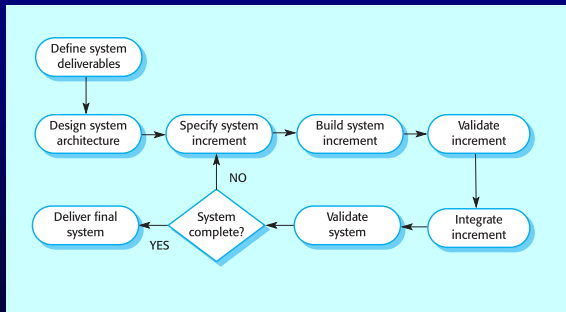 Define system
deliverables
Design system
architecture
Specify system
increment
Build system
increment
Validate
increment
NO
Deliver final
system
YES
System
complete?
Validate
system
Integrate
increment